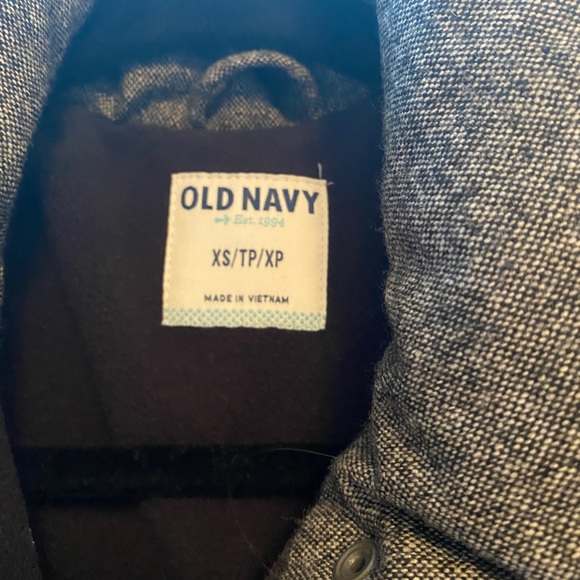 OLD NAVY
Est. 1994
XS/TP/XP
MADE IN VIETNAM